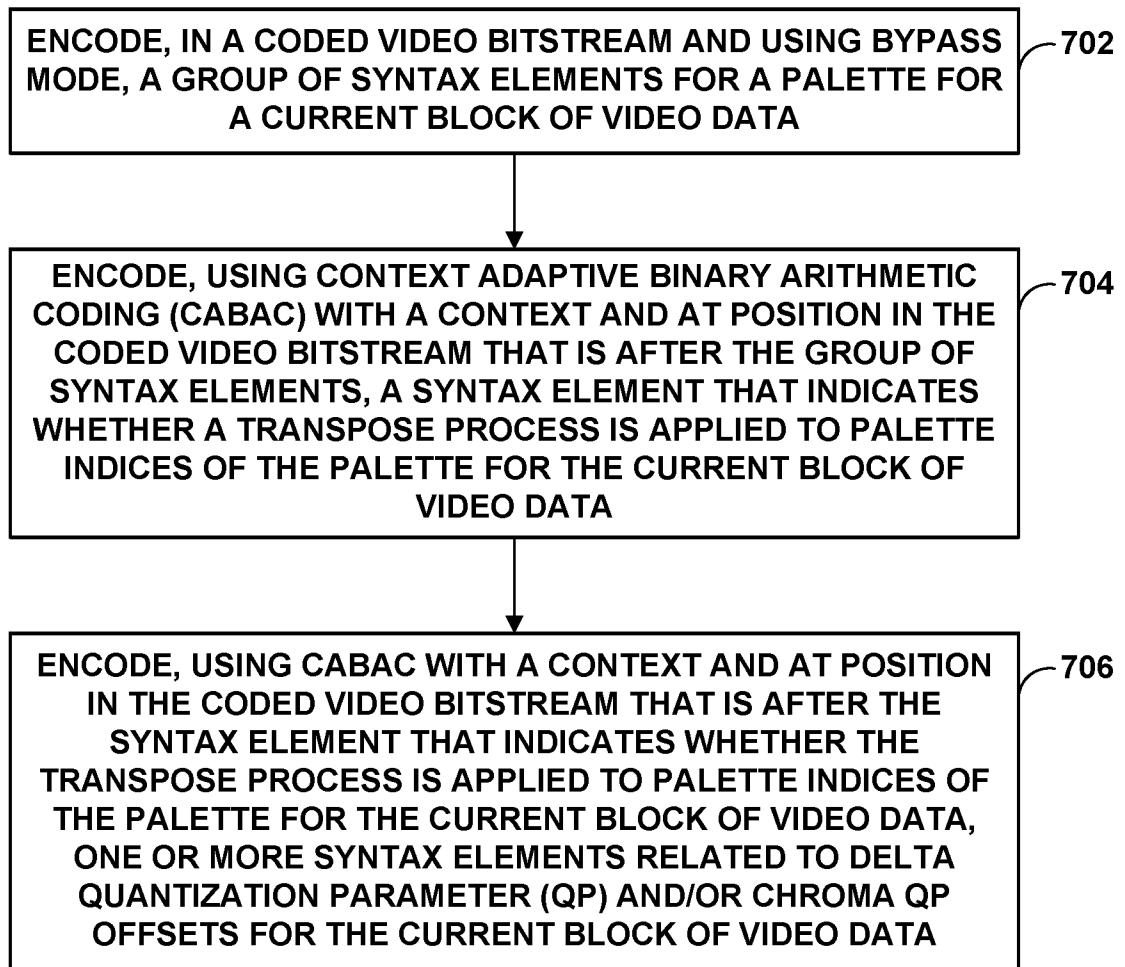 ENCODE, IN A CODED VIDEO BITSTREAM AND USING BYPASS
MODE, A GROUP OF SYNTAX ELEMENTS FOR A PALETTE FOR
A CURRENT BLOCK OF VIDEO DATA
702
ENCODE, USING CONTEXT ADAPTIVE BINARY ARITHMETIC
CODING (CABAC) WITH A CONTEXT AND AT POSITION IN THE
CODED VIDEO BITSTREAM THAT IS AFTER THE GROUP OF
SYNTAX ELEMENTS, A SYNTAX ELEMENT THAT INDICATES
WHETHER A TRANSPOSE PROCESS IS APPLIED TO PALETTE
INDICES OF THE PALETTE FOR THE CURRENT BLOCK OF
VIDEO DATA
704
ENCODE, USING CABAC WITH A CONTEXT AND AT POSITION
IN THE CODED VIDEO BITSTREAM THAT IS AFTER THE
SYNTAX ELEMENT THAT INDICATES WHETHER THE
TRANSPOSE PROCESS IS APPLIED TO PALETTE INDICES OF
THE PALETTE FOR THE CURRENT BLOCK OF VIDEO DATA,
ONE OR MORE SYNTAX ELEMENTS RELATED TO DELTA
QUANTIZATION PARAMETER (QP) AND/OR CHROMA QP
OFFSETS FOR THE CURRENT BLOCK OF VIDEO DATA
706